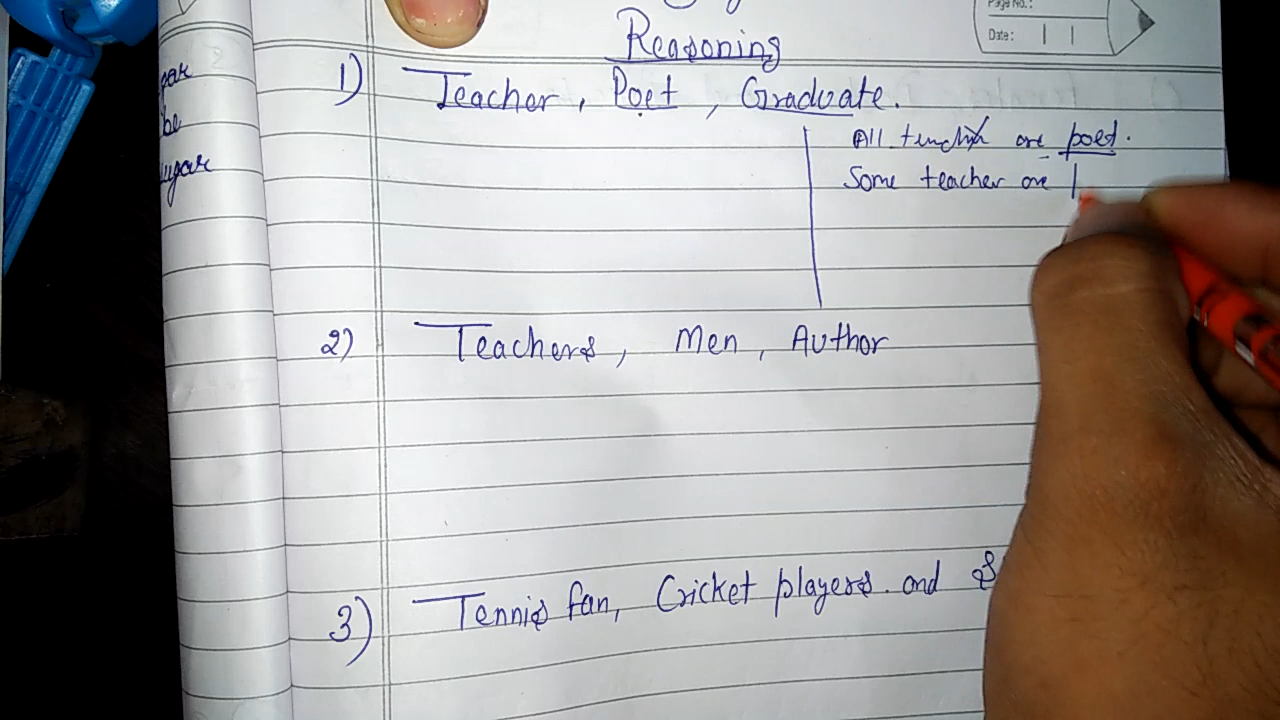 Page No.:
Date:
Reasoning
1) Teacher, Poet, Graduate.
All teacher are poet.
Some teacher are
2) Teachers, Men, Author
3) Tennis fan, Cricket players and S
be